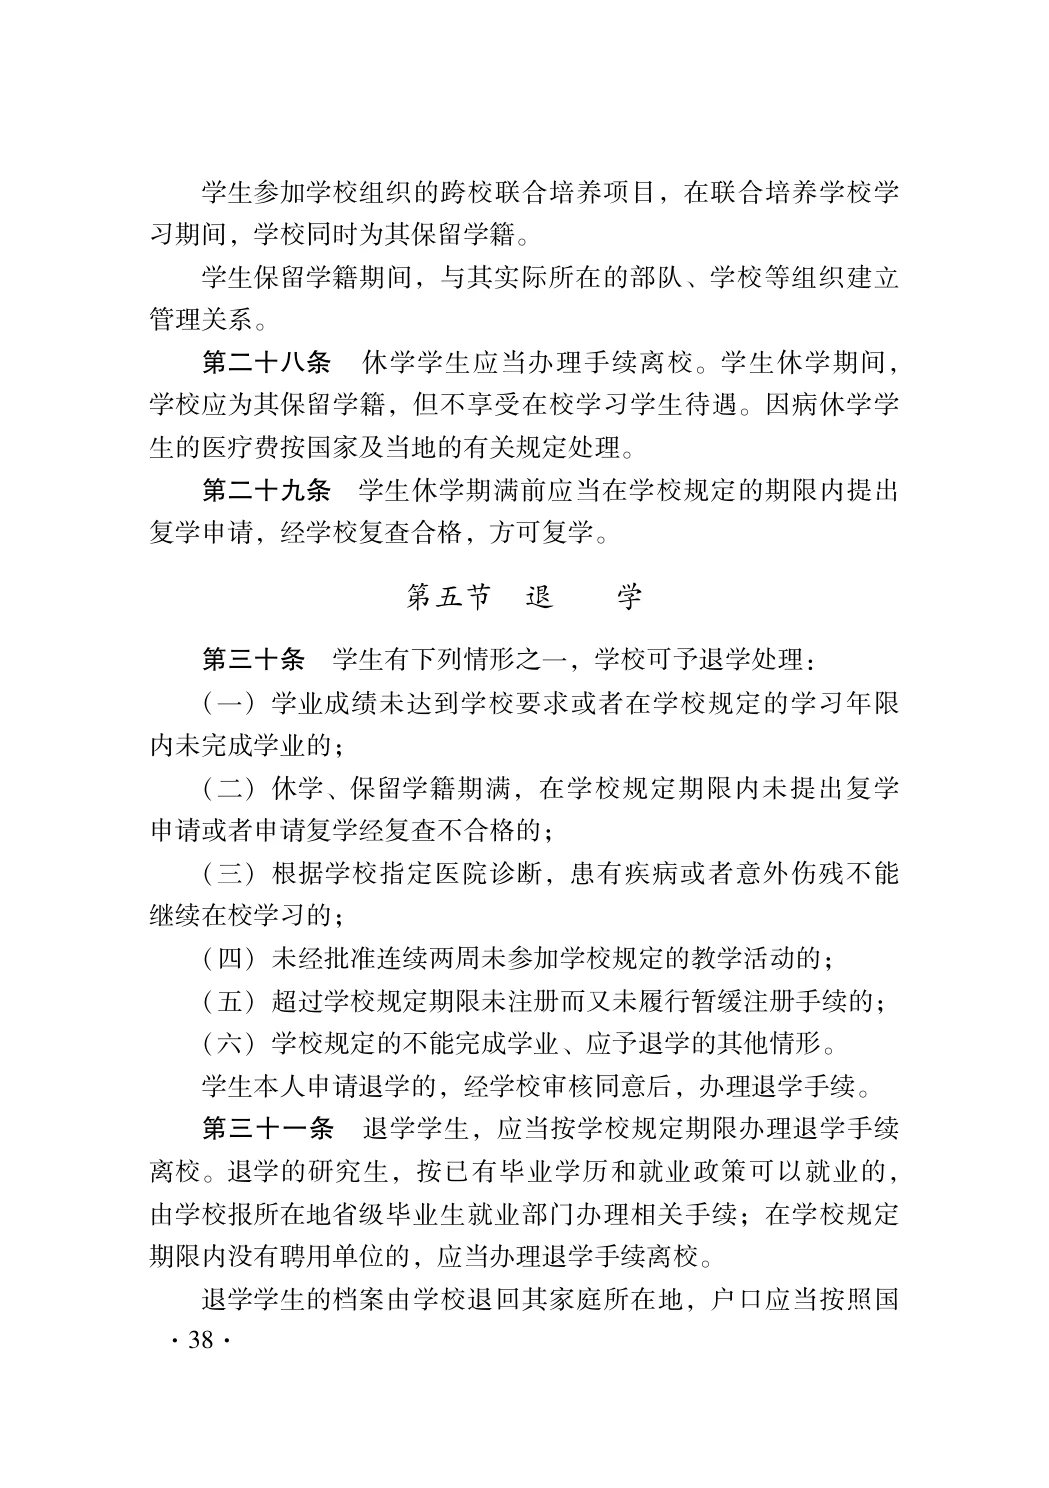 学生参加学校组织的跨校联合培养项目，在联合培养学校学
习期间，学校同时为其保留学籍。
学生保留学籍期间，与其实际所在的部队、学校等组织建立
管理关系。
第二十八条　休学学生应当办理手续离校。学生休学期间，
学校应为其保留学籍，但不享受在校学习学生待遇。因病休学学
生的医疗费按国家及当地的有关规定处理。
第二十九条　学生休学期满前应当在学校规定的期限内提出
复学申请，经学校复查合格，方可复学。
第五节　退　　学
第三十条　学生有下列情形之一，学校可予退学处理：
（一）学业成绩未达到学校要求或者在学校规定的学习年限
内未完成学业的；
（二）休学、保留学籍期满，在学校规定期限内未提出复学
申请或者申请复学经复查不合格的；
（三）根据学校指定医院诊断，患有疾病或者意外伤残不能
继续在校学习的；
（四）未经批准连续两周未参加学校规定的教学活动的；
（五）超过学校规定期限未注册而又未履行暂缓注册手续的；
（六）学校规定的不能完成学业、应予退学的其他情形。
学生本人申请退学的，经学校审核同意后，办理退学手续。
第三十一条　退学学生，应当按学校规定期限办理退学手续
离校。退学的研究生，按已有毕业学历和就业政策可以就业的，
由学校报所在地省级毕业生就业部门办理相关手续；在学校规定
期限内没有聘用单位的，应当办理退学手续离校。
退学学生的档案由学校退回其家庭所在地，户口应当按照国
· 38 ·